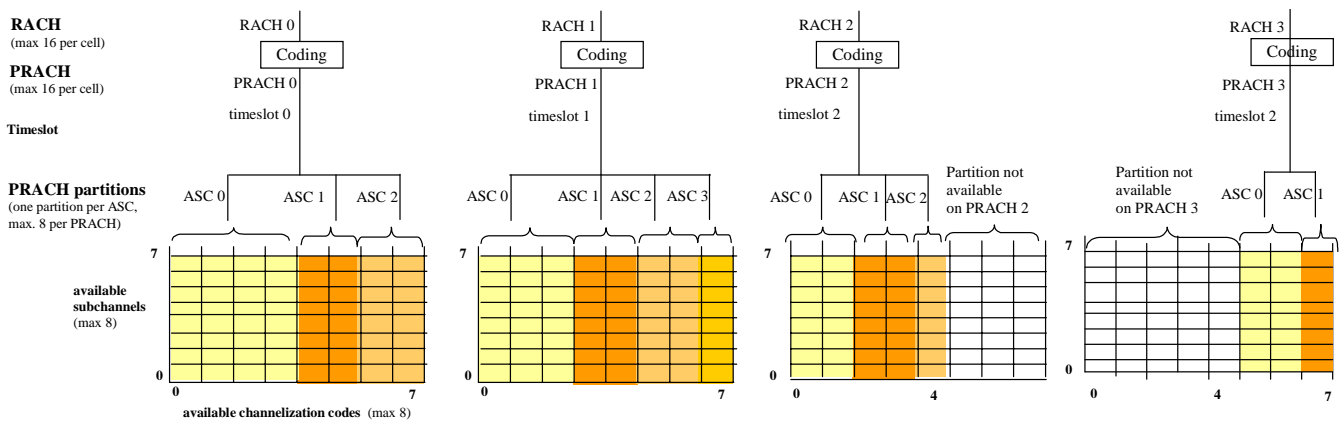 RACH
(max 16 per cell)
PRACH
(max 16 per cell)
Timeslot
PRACH partitions
(one partition per ASC,
max. 8 per PRACH)
available
subchannels
(max 8)
RACH 0
Coding
PRACH 0
timeslot 0
ASC 0
ASC 1
ASC 2
7
0
0
7
available channelization codes (max 8)
RACH 1
Coding
PRACH 1
timeslot 1
ASC 0
ASC 1
ASC 2
ASC 3
0
7
RACH 2
Coding
PRACH 2
timeslot 2
ASC 0
ASC 1
ASC 2
Partition not
available
on PRACH 2
7
0
0
4
RACH 3
Coding
PRACH 3
timeslot 2
Partition not
available
on PRACH 3
ASC 0
ASC 1
7
0
0
4
7